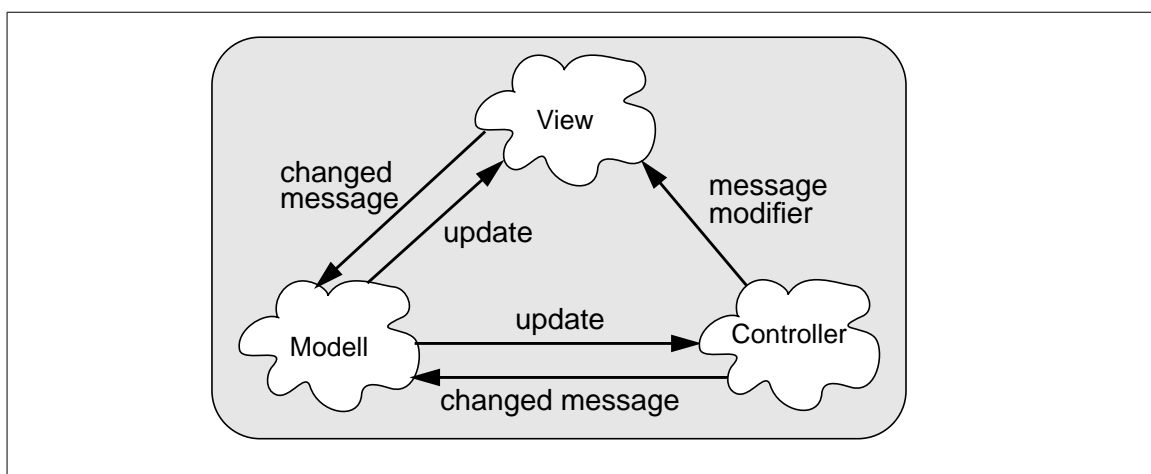 View
changed
message
message
modifier
update
update
Controller
Modell
changed message